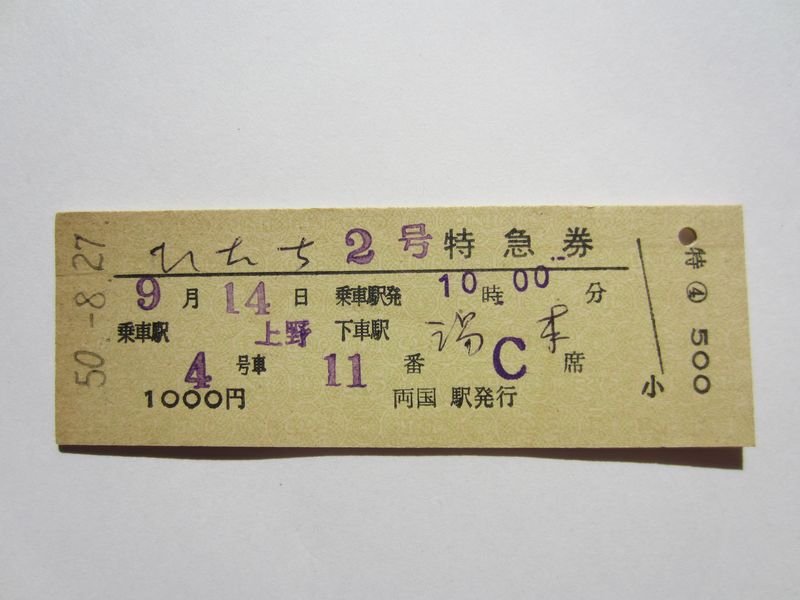 50.-8.27
ひたち 2 号 特急券
9 月 14 日 乗車駅発 10 時 00 分
乗車駅 上野 下車駅 湯本
4 号車 11 番 C 席
1000円 両国 駅発行
小
特 ④ 500